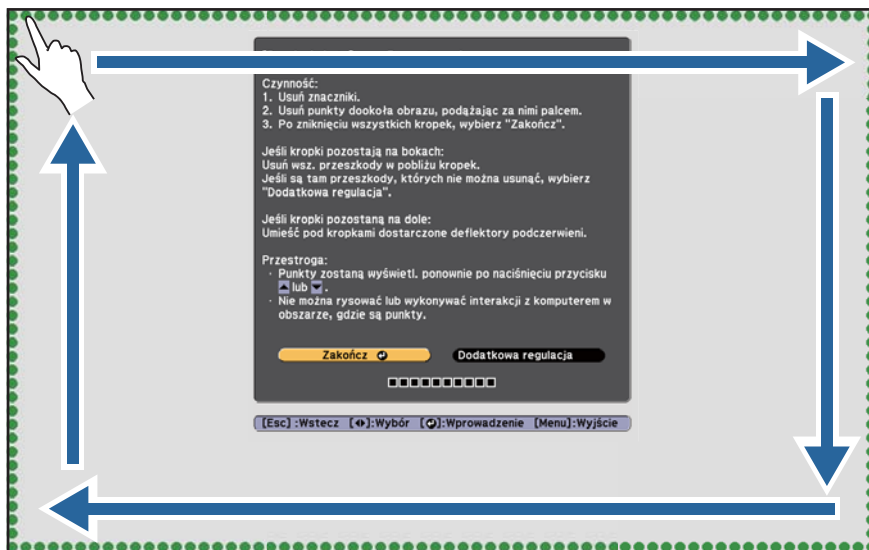 Czynność:
1. Usuń znaczniki.
2. Usuń punkty dookoła obrazu, podążając za nimi palcem.
3. Po zniknięciu wszystkich kropek, wybierz "Zakończ".
Jeśli kropki pozostają na bokach:
Usuń wsz. przeszkody w pobliżu kropek.
Jeśli są tam przeszkody, których nie można usunąć, wybierz
"Dodatkowa regulacja".
Jeśli kropki pozostaną na dole:
Umieść pod kropkami dostarczone deflektory podczerwieni.
Przestroga:
· Punkty zostaną wyświetl. ponownie po naciśnięciu przycisku
▲ lub ▼ .
· Nie można rysować lub wykonywać interakcji z komputerem w
obszarze, gdzie są punkty.
Zakończ Dodatkowa regulacja
[Esc] :Wstecz [◄►]:Wybór [↵]:Wprowadzenie [Menu]:Wyjście